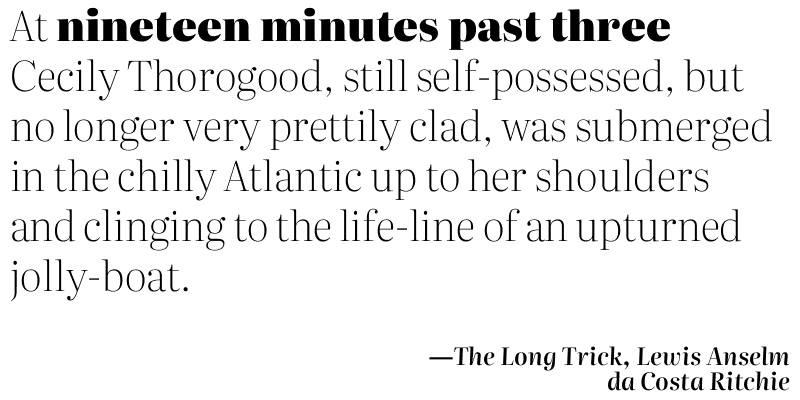 At nineteen minutes past three
Cecily Thorogood, still self-possessed, but
no longer very prettily clad, was submerged
in the chilly Atlantic up to her shoulders
and clinging to the life-line of an upturned
jolly-boat.
—The Long Trick, Lewis Anselm
da Costa Ritchie